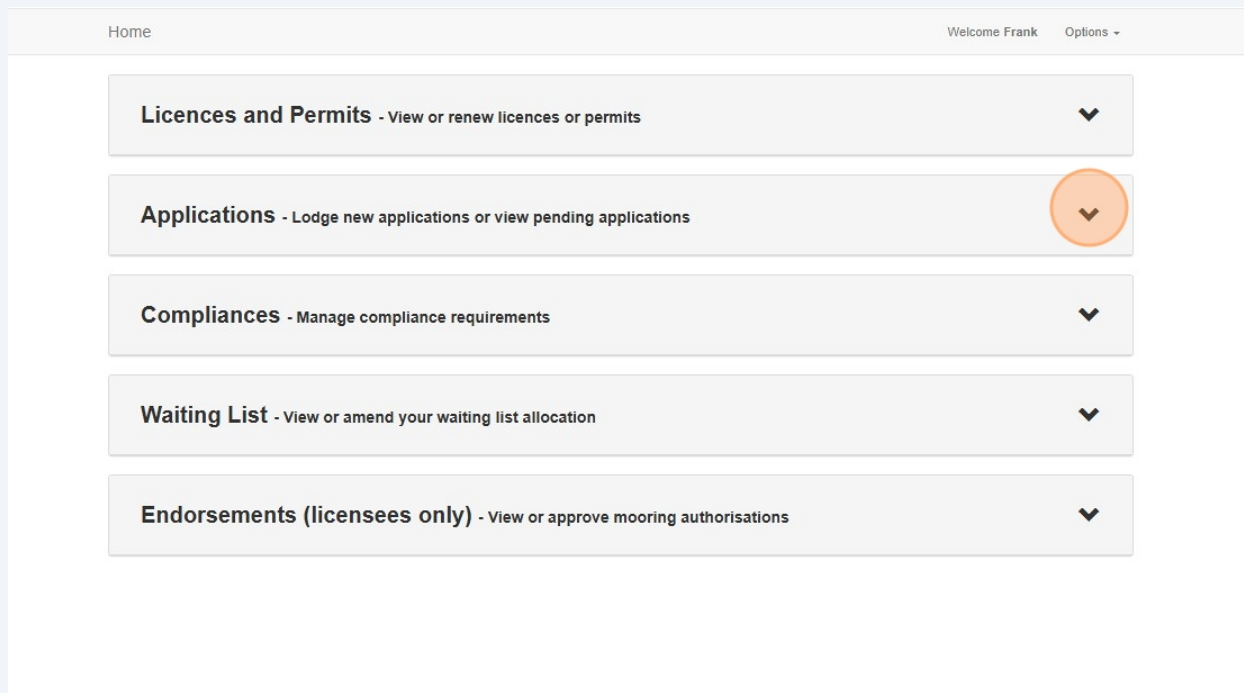 Home Welcome Frank Options
Licences and Permits - View or renew licences or permits
Applications - Lodge new applications or view pending applications
Compliances - Manage compliance requirements
Waiting List - View or amend your waiting list allocation
Endorsements (licensees only) - View or approve mooring authorisations